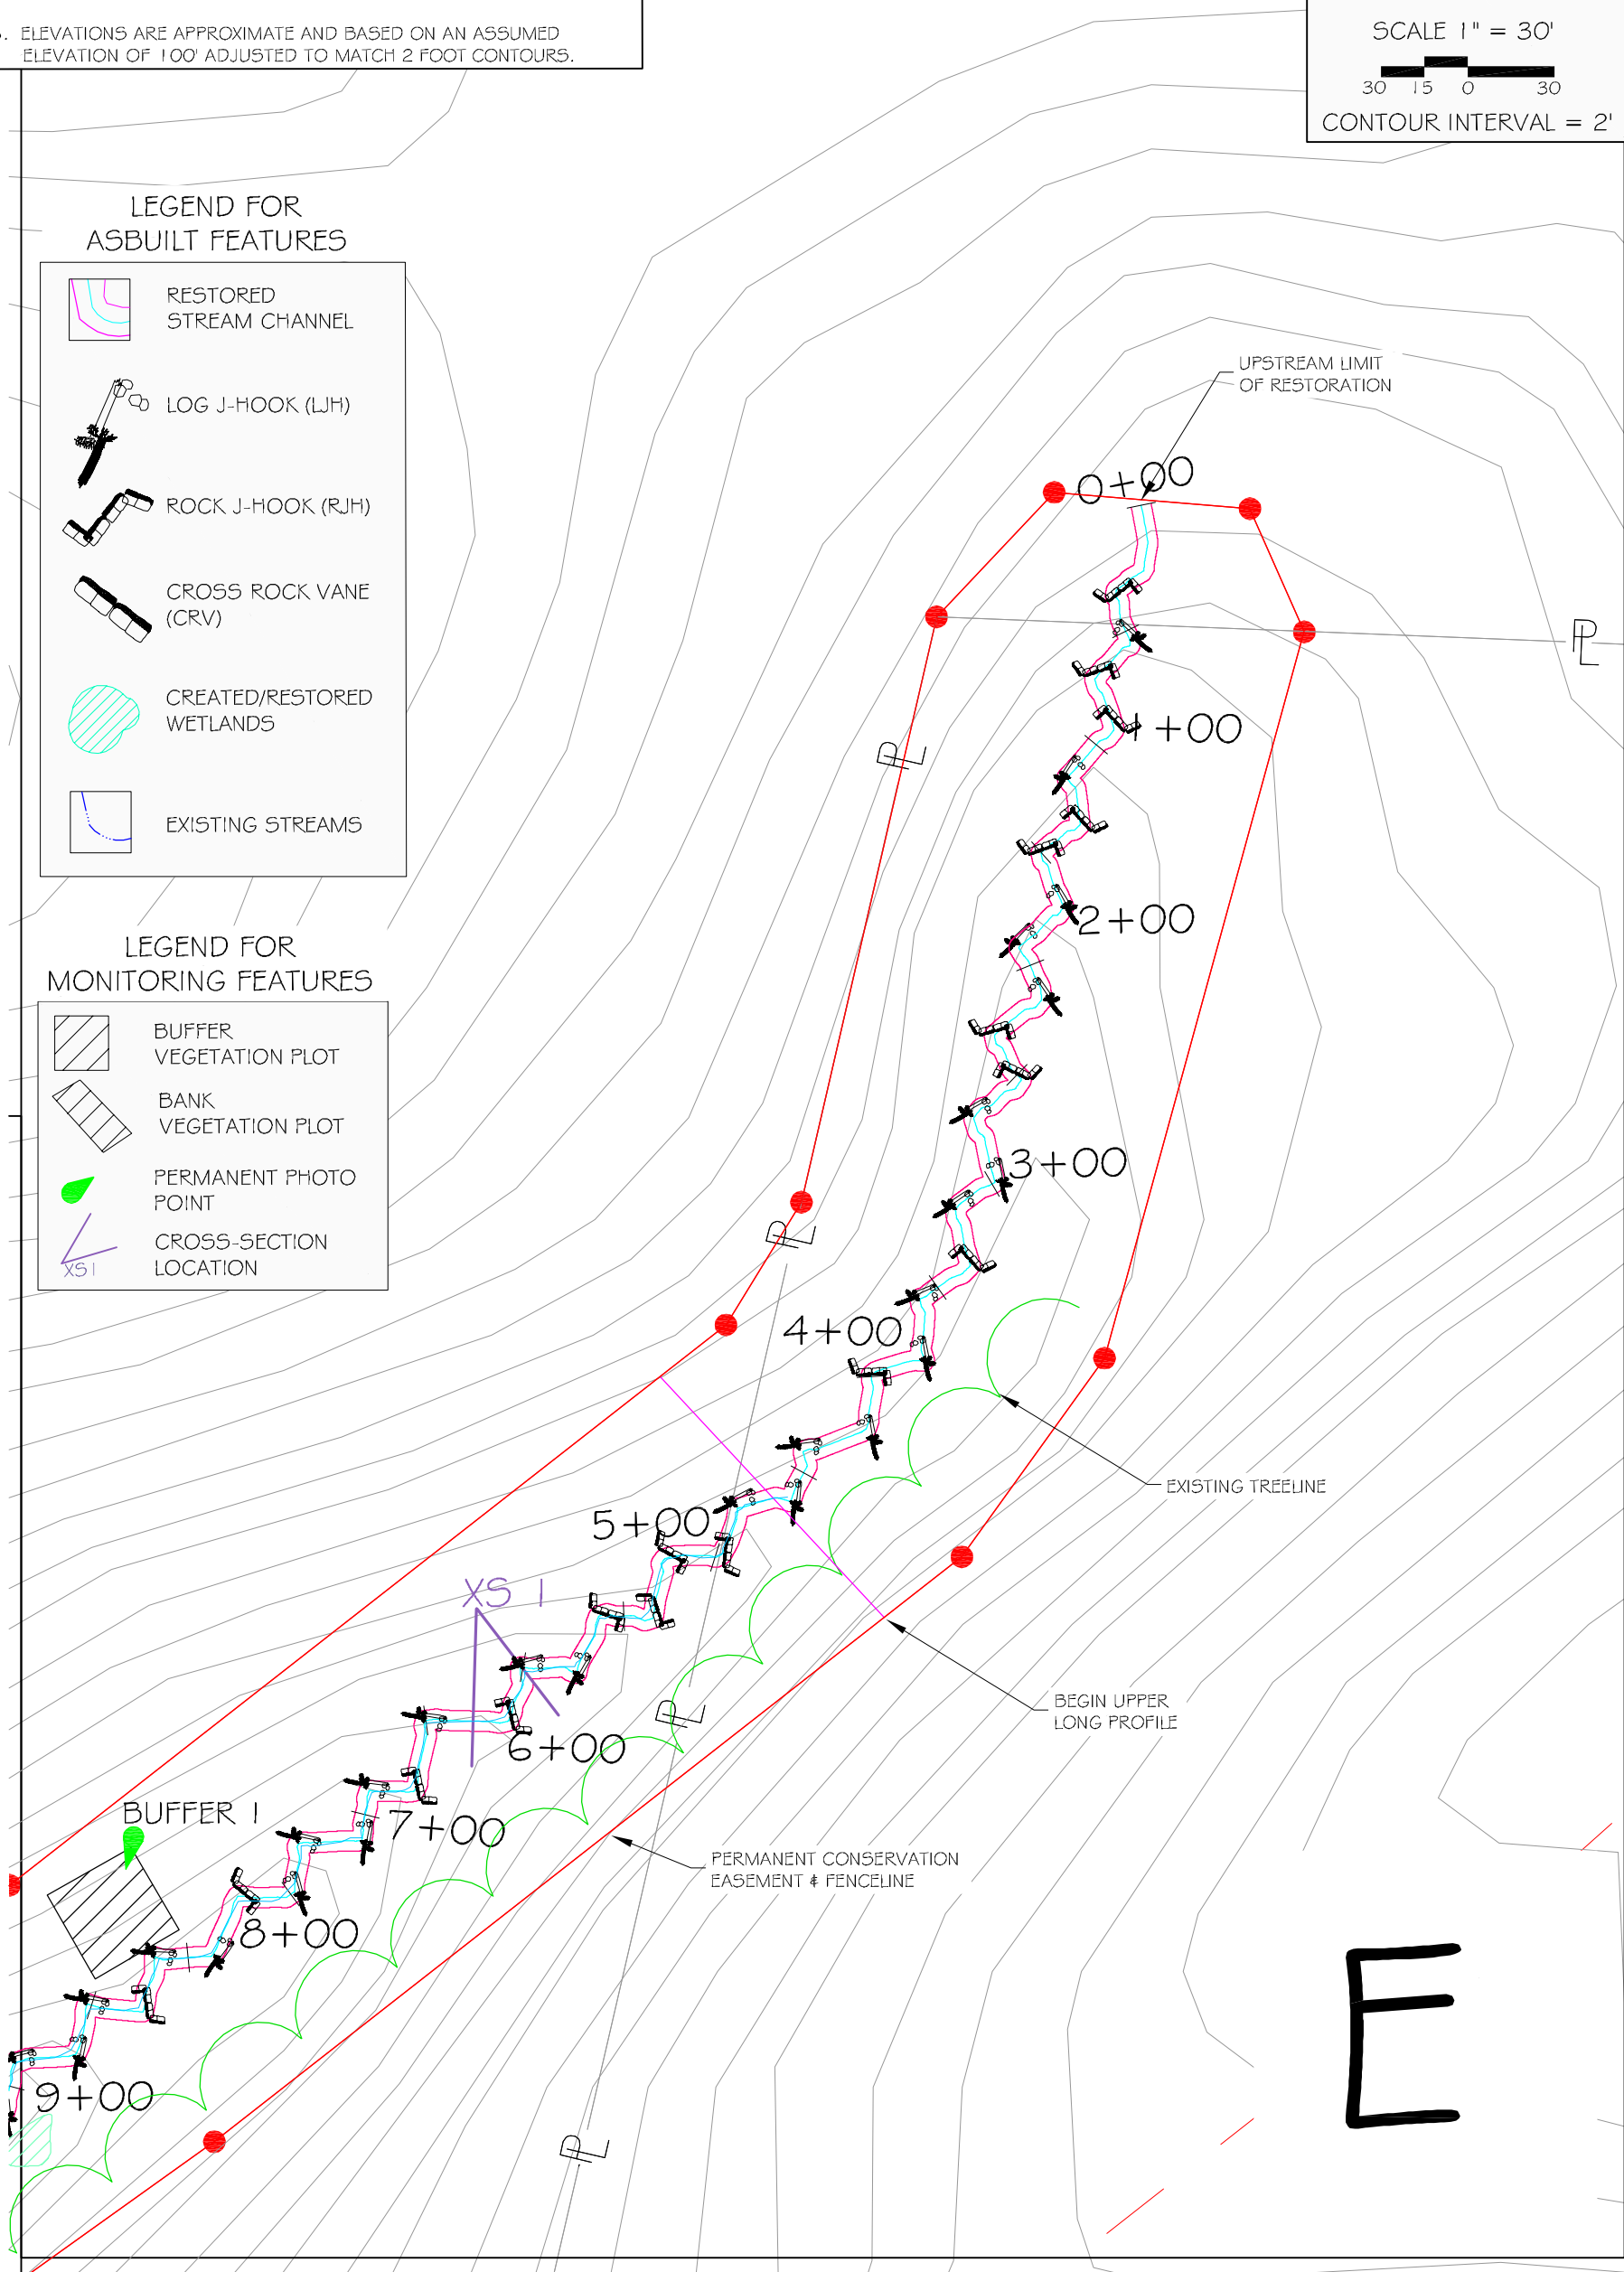 ELEVATIONS ARE APPROXIMATE AND BASED ON AN ASSUMED
ELEVATION OF 100' ADJUSTED TO MATCH 2 FOOT CONTOURS.
SCALE 1" = 30'
30 15 0 30
CONTOUR INTERVAL = 2'
LEGEND FOR
ASBUILT FEATURES
RESTORED
STREAM CHANNEL
LOG J-HOOK (LJH)
ROCK J-HOOK (RJH)
CROSS ROCK VANE
(CRV)
CREATED/RESTORED
WETLANDS
EXISTING STREAMS
LEGEND FOR
MONITORING FEATURES
BUFFER
VEGETATION PLOT
BANK
VEGETATION PLOT
PERMANENT PHOTO
POINT
CROSS-SECTION
LOCATION
XS1
UPSTREAM LIMIT
OF RESTORATION
0+00
PL
PL
1+00
2+00
3+00
PL
4+00
EXISTING TREELINE
5+00
XS 1
BEGIN UPPER
LONG PROFILE
PL
6+00
BUFFER 1
7+00
PERMANENT CONSERVATION
EASEMENT & FENCELINE
8+00
E
9+00
PL